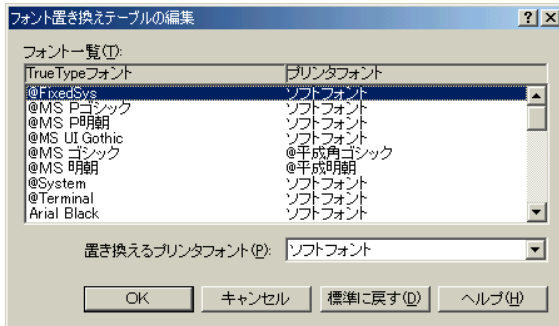 フォント置き換えテーブルの編集
フォント一覧(T):
TrueTypeフォント プリンタフォント
@FixedSys ソフトフォント
@MS Pゴシック ソフトフォント
@MS P明朝 ソフトフォント
@MS UI Gothic ソフトフォント
@MS ゴシック @平成角ゴシック
@MS 明朝 @平成明朝
@System ソフトフォント
@Terminal ソフトフォント
Arial Black ソフトフォント
置き換えるプリンタフォント(P): ソフトフォント
OK キャンセル 標準に戻す(D) ヘルプ(H)